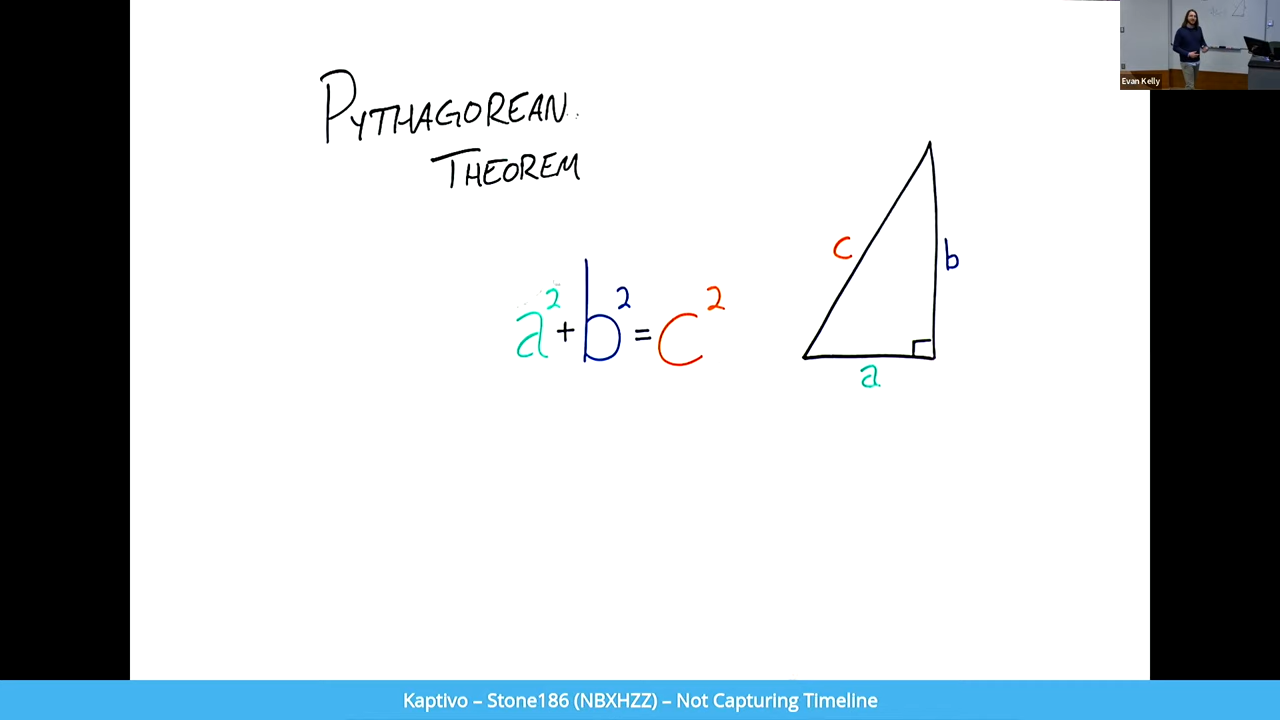 Evan Kelly
PYTHAGOREAN
THEOREM
a² + b² = c²
c
b
a
Kaptivo – Stone186 (NBXHZZ) – Not Capturing Timeline